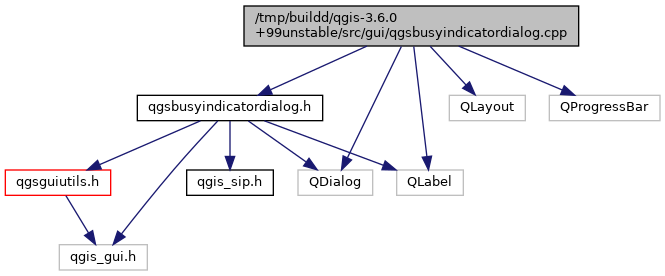 /tmp/buildd/qgis-3.6.0
+99unstable/src/gui/qgsbusyindicatordialog.cpp
qgsbusyindicatordialog.h
QLayout
QProgressBar
qgsguiutils.h
qgis_sip.h
QDialog
QLabel
qgis_gui.h